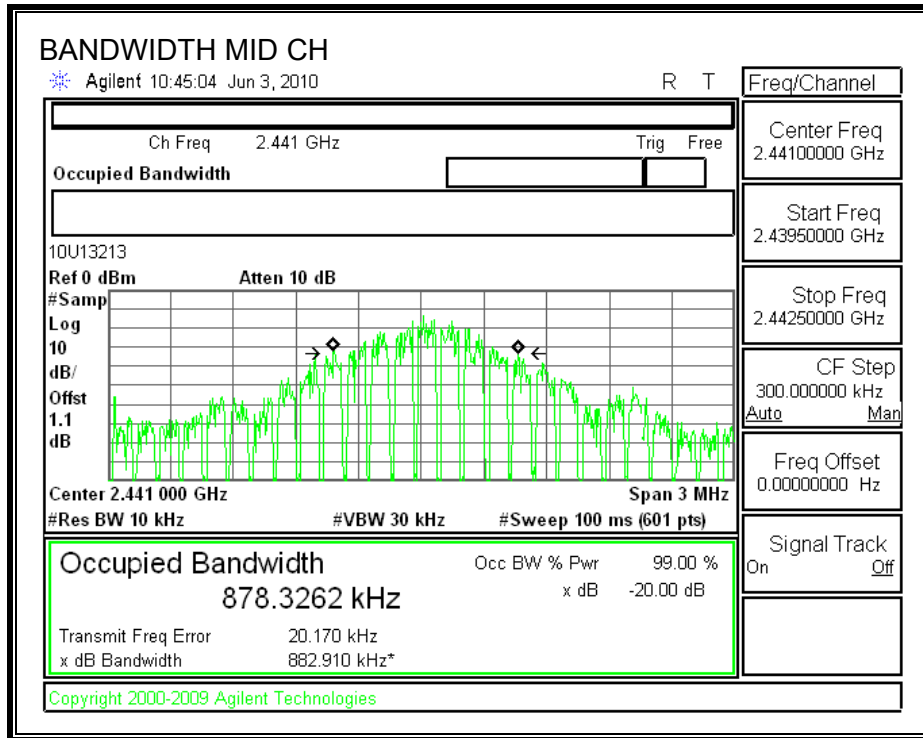 BANDWIDTH MID CH
Agilent 10:45:04 Jun 3, 2010 R T
Ch Freq 2.441 GHz Trig Free
Occupied Bandwidth
10U13213
Ref 0 dBm Atten 10 dB
#Samp
Log
10
dB/
Offst
1.1
dB
Center 2.441 000 GHz Span 3 MHz
#Res BW 10 kHz #VBW 30 kHz #Sweep 100 ms (601 pts)
Occupied Bandwidth Occ BW % Pwr 99.00 %
878.3262 kHz x dB -20.00 dB
Transmit Freq Error 20.170 kHz
x dB Bandwidth 882.910 kHz*
Copyright 2000-2009 Agilent Technologies
Freq/Channel
Center Freq
2.44100000 GHz
Start Freq
2.43950000 GHz
Stop Freq
2.44250000 GHz
CF Step
300.000000 kHz
Auto Man
Freq Offset
0.00000000 Hz
Signal Track
On Off